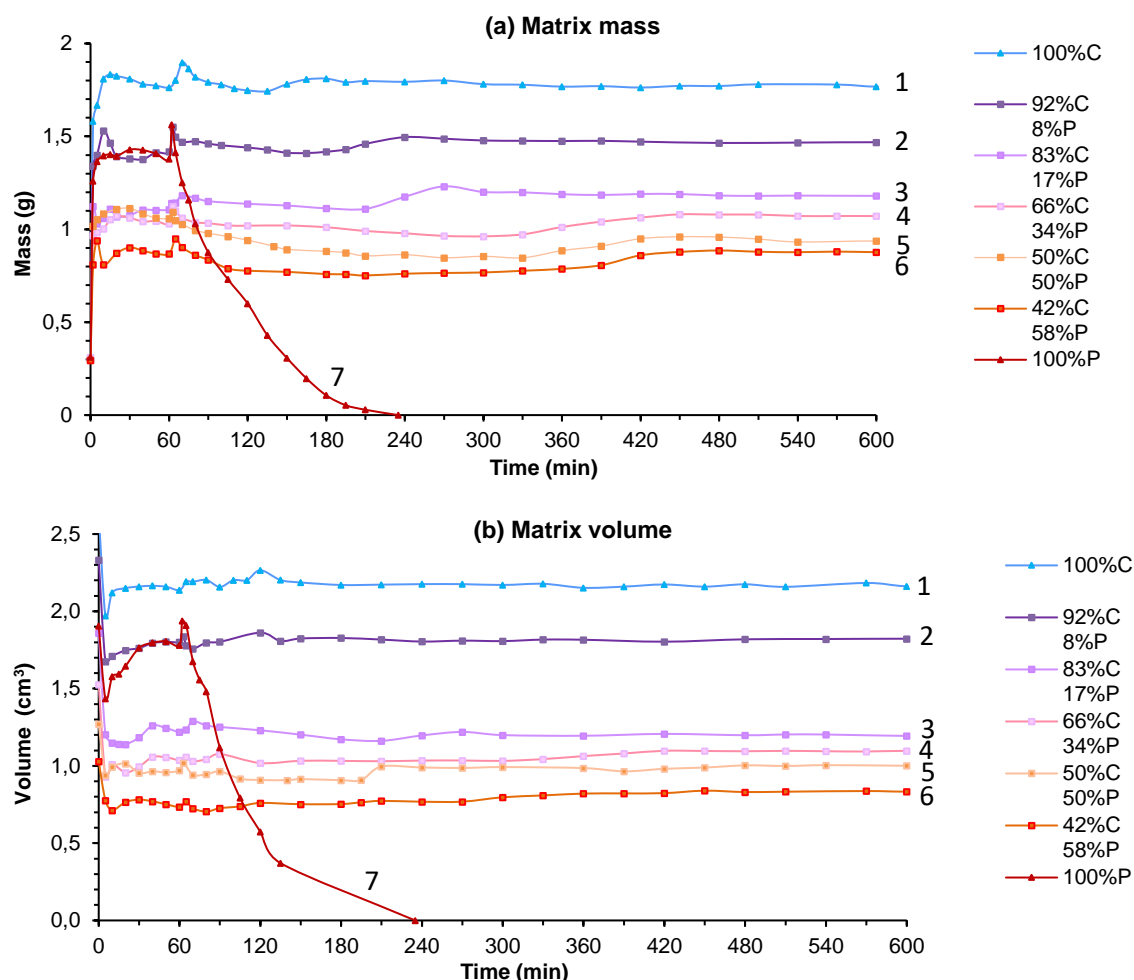 (a) Matrix mass
2
1,5
1
0,5
0
Mass (g)
0 60 120 180 240 300 360 420 480 540 600
Time (min)
1
2
3
4
5
6
7
100%C
92%C
8%P
83%C
17%P
66%C
34%P
50%C
50%P
42%C
58%P
100%P
(b) Matrix volume
2,5
2,0
1,5
1,0
0,5
0,0
Volume (cm³)
0 60 120 180 240 300 360 420 480 540 600
Time (min)
1
2
3
4
5
6
7
100%C
92%C
8%P
83%C
17%P
66%C
34%P
50%C
50%P
42%C
58%P
100%P